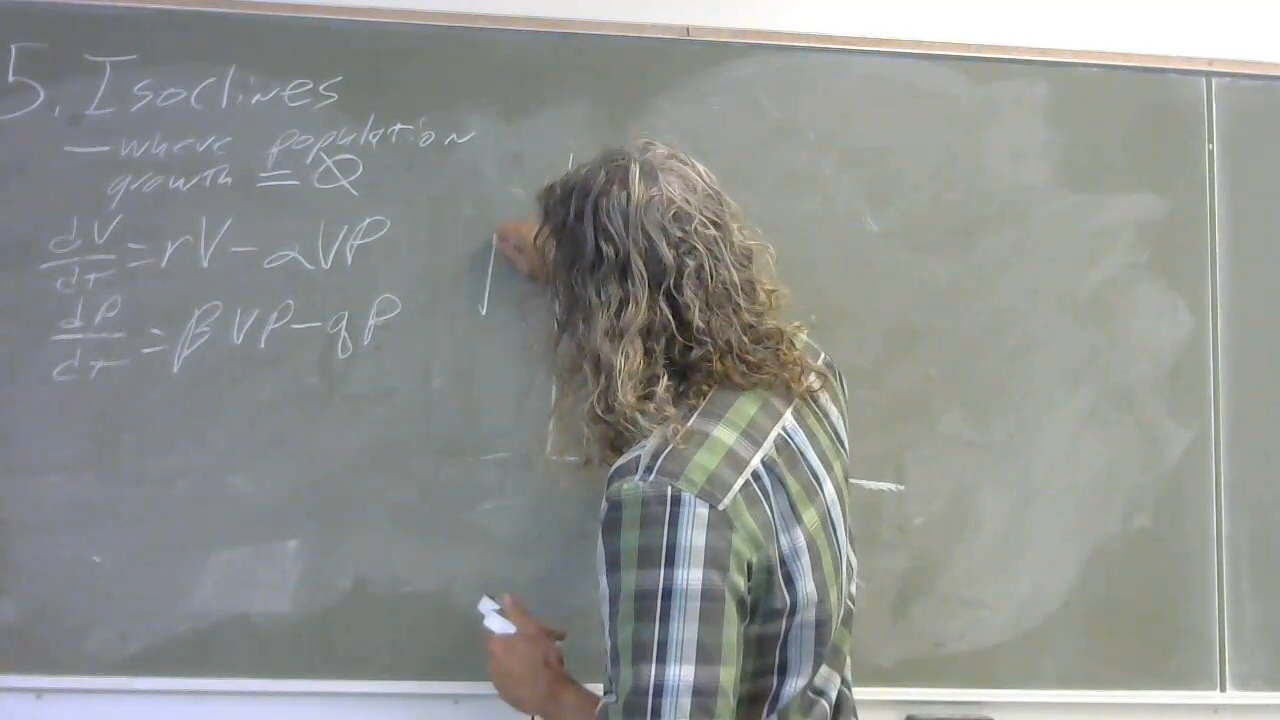 5. Isoclines
— where population
growth = 0
dV/dt = rV - αVP
dP/dt = βVP - qP